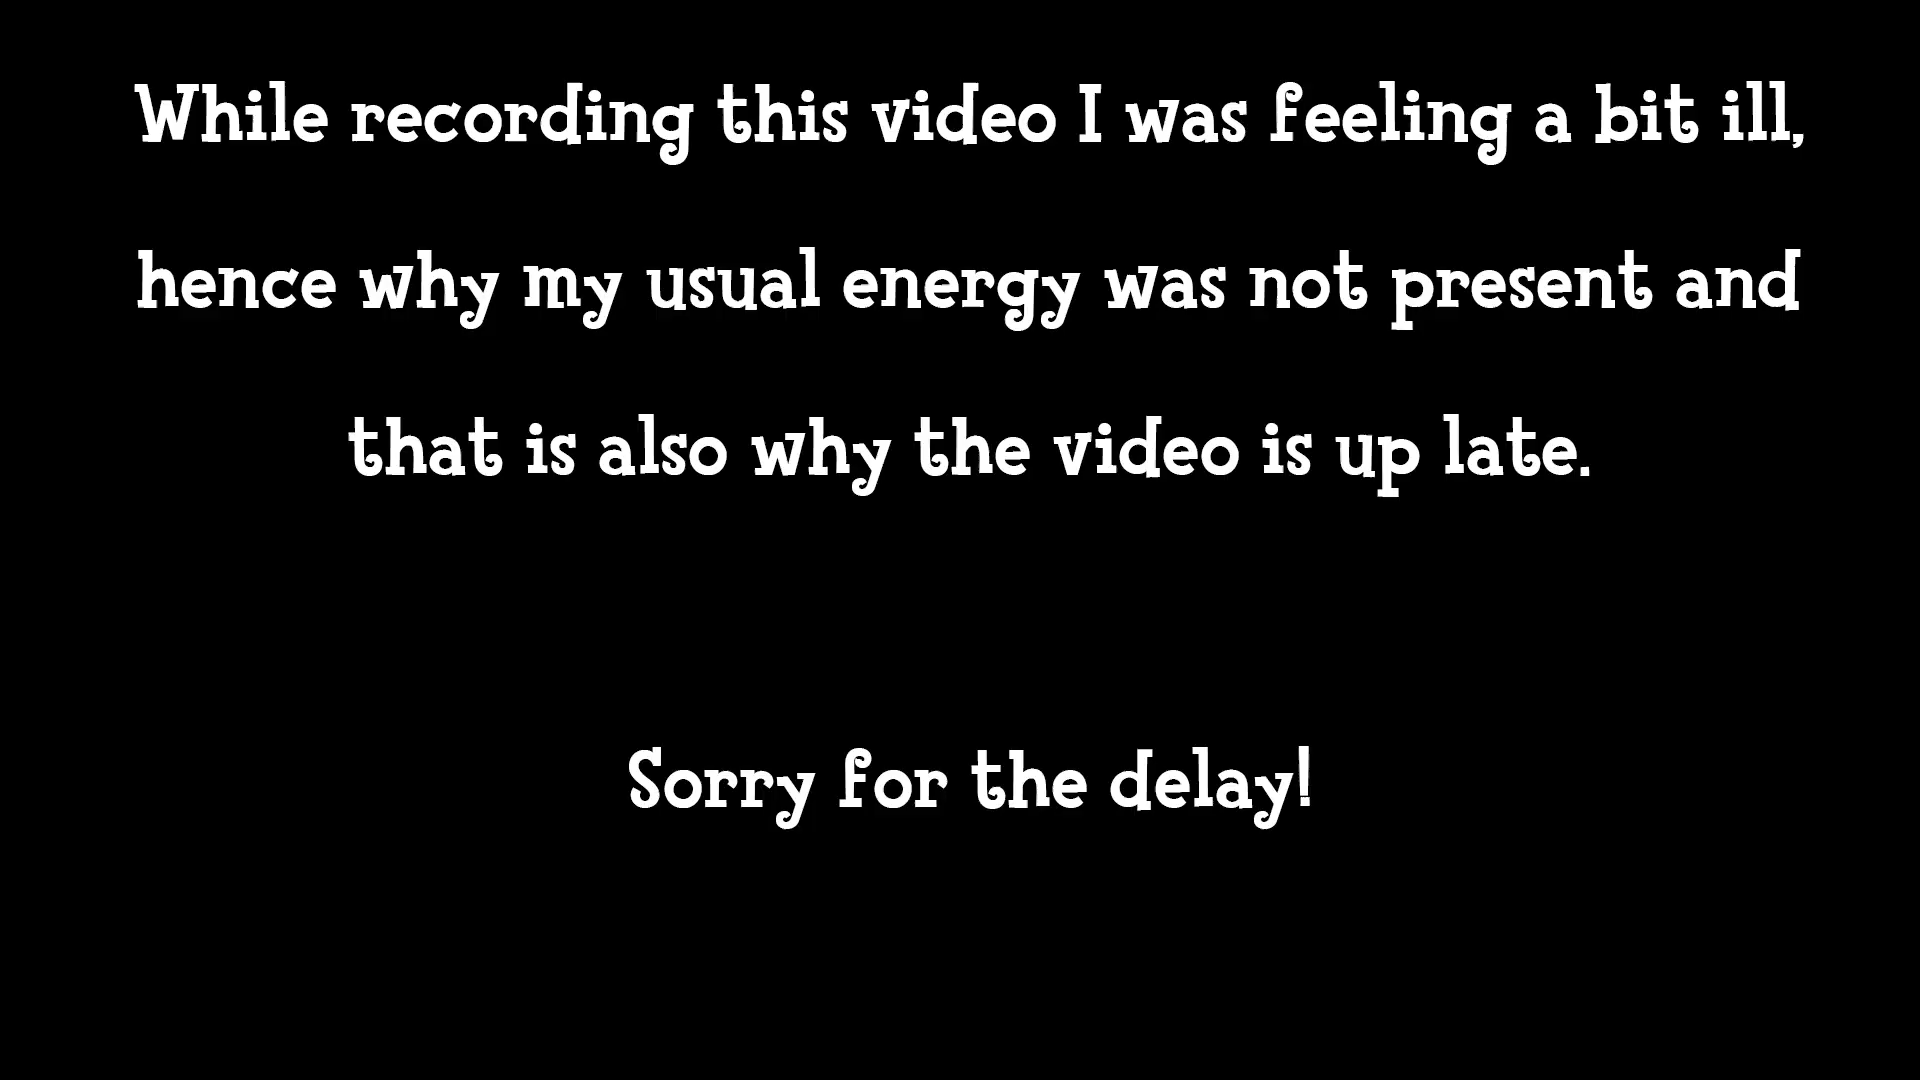 While recording this video I was feeling a bit ill,
hence why my usual energy was not present and
that is also why the video is up late.
Sorry for the delay!